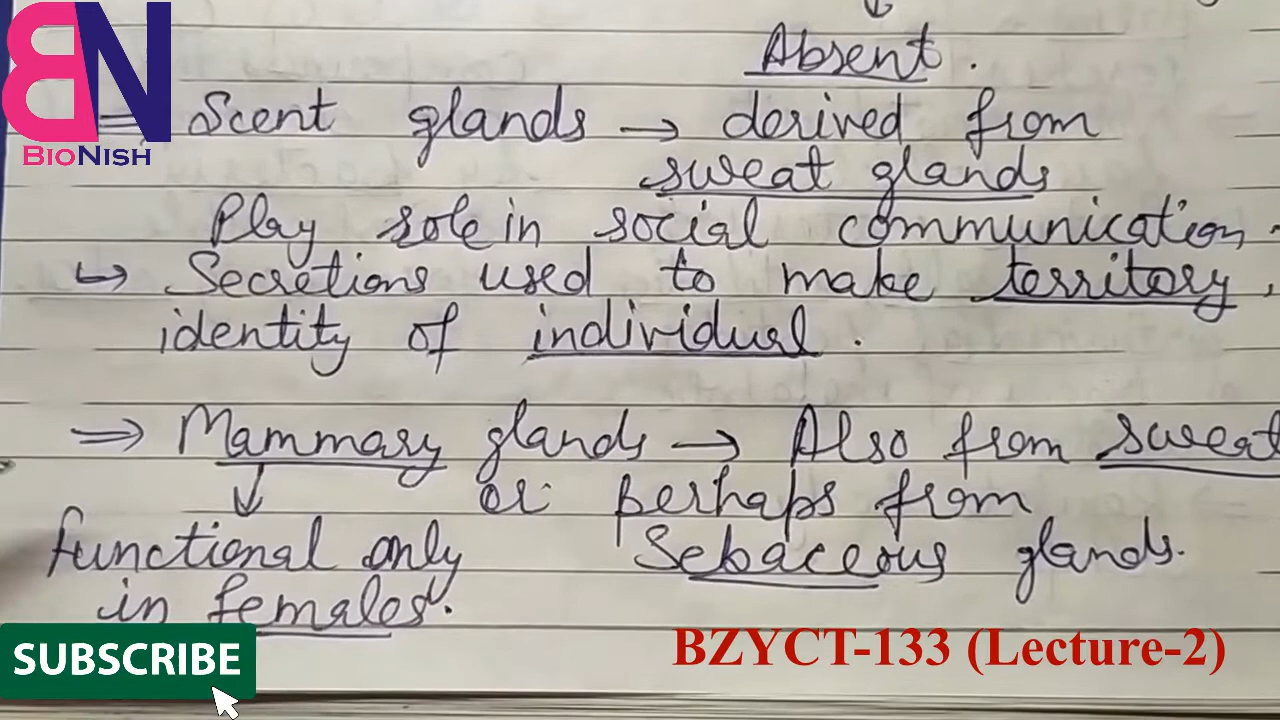 Absent.
BN
BIONISH
= Scent glands → derived from
sweat glands
Play role in social communication.
↳ Secretions used to make territory,
identity of individual.
⇒ Mammary glands → Also from sweat
↓ or perhaps from
functional only Sebaceous glands.
in females.
SUBSCRIBE
BZYCT-133 (Lecture-2)